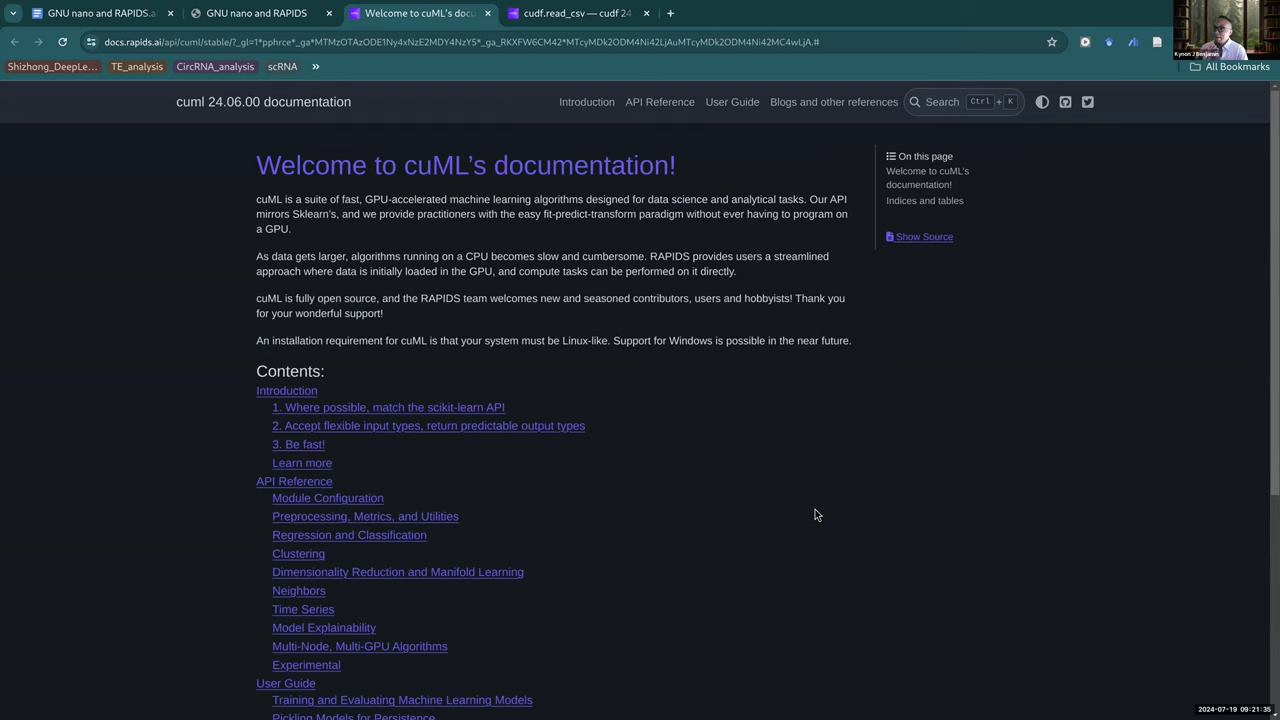 GNU nano and RAPIDS.a
GNU nano and RAPIDS
Welcome to cuML's docu
cudf.read_csv — cudf 24
docs.rapids.ai/api/cuml/stable/?_gl=1*pphrce*_ga*MTMzOTAzODE1Ny4xNzE2MDY4NzY5*_ga_RKXFW6CM42*MTcyMDk2ODM4Ni42LjAuMTcyMDk2ODM4Ni42MC4wLjA.#
Shizhong_DeepLe...
TE_analysis
CircRNA_analysis
scRNA
»
All Bookmarks
Kynon J Benjamin
cuml 24.06.00 documentation
Introduction
API Reference
User Guide
Blogs and other references
Search
Ctrl + K
Welcome to cuML's documentation!
cuML is a suite of fast, GPU-accelerated machine learning algorithms designed for data science and analytical tasks. Our API
mirrors Sklearn's, and we provide practitioners with the easy fit-predict-transform paradigm without ever having to program on
a GPU.
As data gets larger, algorithms running on a CPU becomes slow and cumbersome. RAPIDS provides users a streamlined
approach where data is initially loaded in the GPU, and compute tasks can be performed on it directly.
cuML is fully open source, and the RAPIDS team welcomes new and seasoned contributors, users and hobbyists! Thank you
for your wonderful support!
An installation requirement for cuML is that your system must be Linux-like. Support for Windows is possible in the near future.
Contents:
Introduction
1. Where possible, match the scikit-learn API
2. Accept flexible input types, return predictable output types
3. Be fast!
Learn more
API Reference
Module Configuration
Preprocessing, Metrics, and Utilities
Regression and Classification
Clustering
Dimensionality Reduction and Manifold Learning
Neighbors
Time Series
Model Explainability
Multi-Node, Multi-GPU Algorithms
Experimental
User Guide
Training and Evaluating Machine Learning Models
Pickling Models for Persistence
On this page
Welcome to cuML's
documentation!
Indices and tables
Show Source
2024-07-19 09:21:35